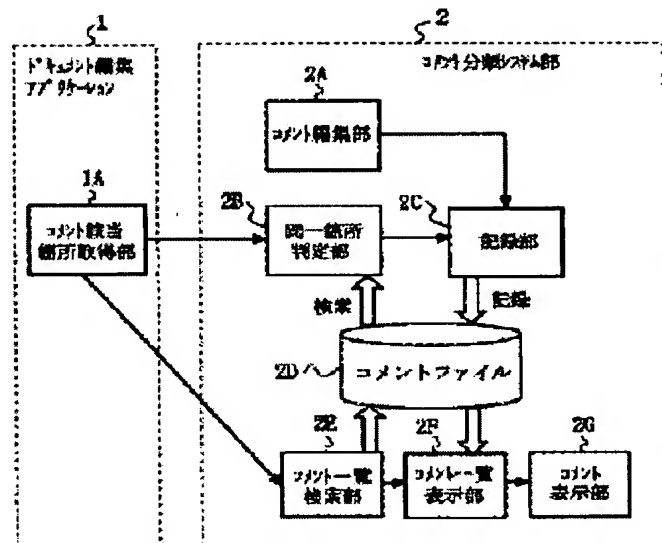 1
2
ドキュメント編集
アプリケーション
コメント分類システム部
2A
コメント編集部
1A
コメント該当
箇所取得部
2B
同一箇所
判定部
2C
記録部
検索
記録
2D
コメントファイル
2E
コメント一覧
検索部
2F
コメント一覧
表示部
2G
コメント
表示部